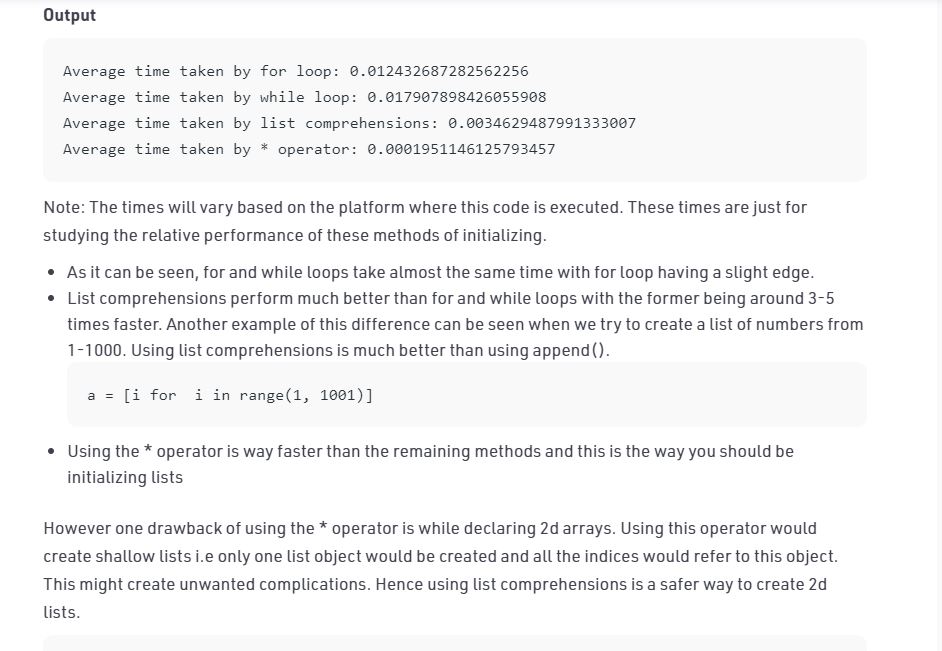 Output
Average time taken by for loop: 0.012432687282562256
Average time taken by while loop: 0.017907898426055908
Average time taken by list comprehensions: 0.0034629487991333007
Average time taken by * operator: 0.0001951146125793457
Note: The times will vary based on the platform where this code is executed. These times are just for
studying the relative performance of these methods of initializing.
• As it can be seen, for and while loops take almost the same time with for loop having a slight edge.
• List comprehensions perform much better than for and while loops with the former being around 3-5
times faster. Another example of this difference can be seen when we try to create a list of numbers from
1-1000. Using list comprehensions is much better than using append().
a = [i for  i in range(1, 1001)]
• Using the * operator is way faster than the remaining methods and this is the way you should be
initializing lists
However one drawback of using the * operator is while declaring 2d arrays. Using this operator would
create shallow lists i.e only one list object would be created and all the indices would refer to this object.
This might create unwanted complications. Hence using list comprehensions is a safer way to create 2d
lists.